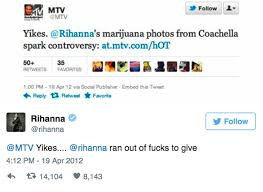 MTV
@MTV
Follow
Yikes. @Rihanna's marijuana photos from Coachella
spark controversy: at.mtv.com/hOT
50+
RETWEETS
35
FAVORITES
1:00 PM - 19 Apr 12 via Social Publisher · Embed this Tweet
Reply Retweet Favorite
Rihanna
@rihanna
Follow
@MTV Yikes.... @rihanna ran out of fucks to give
4:12 PM - 19 Apr 2012
14,104 8,143